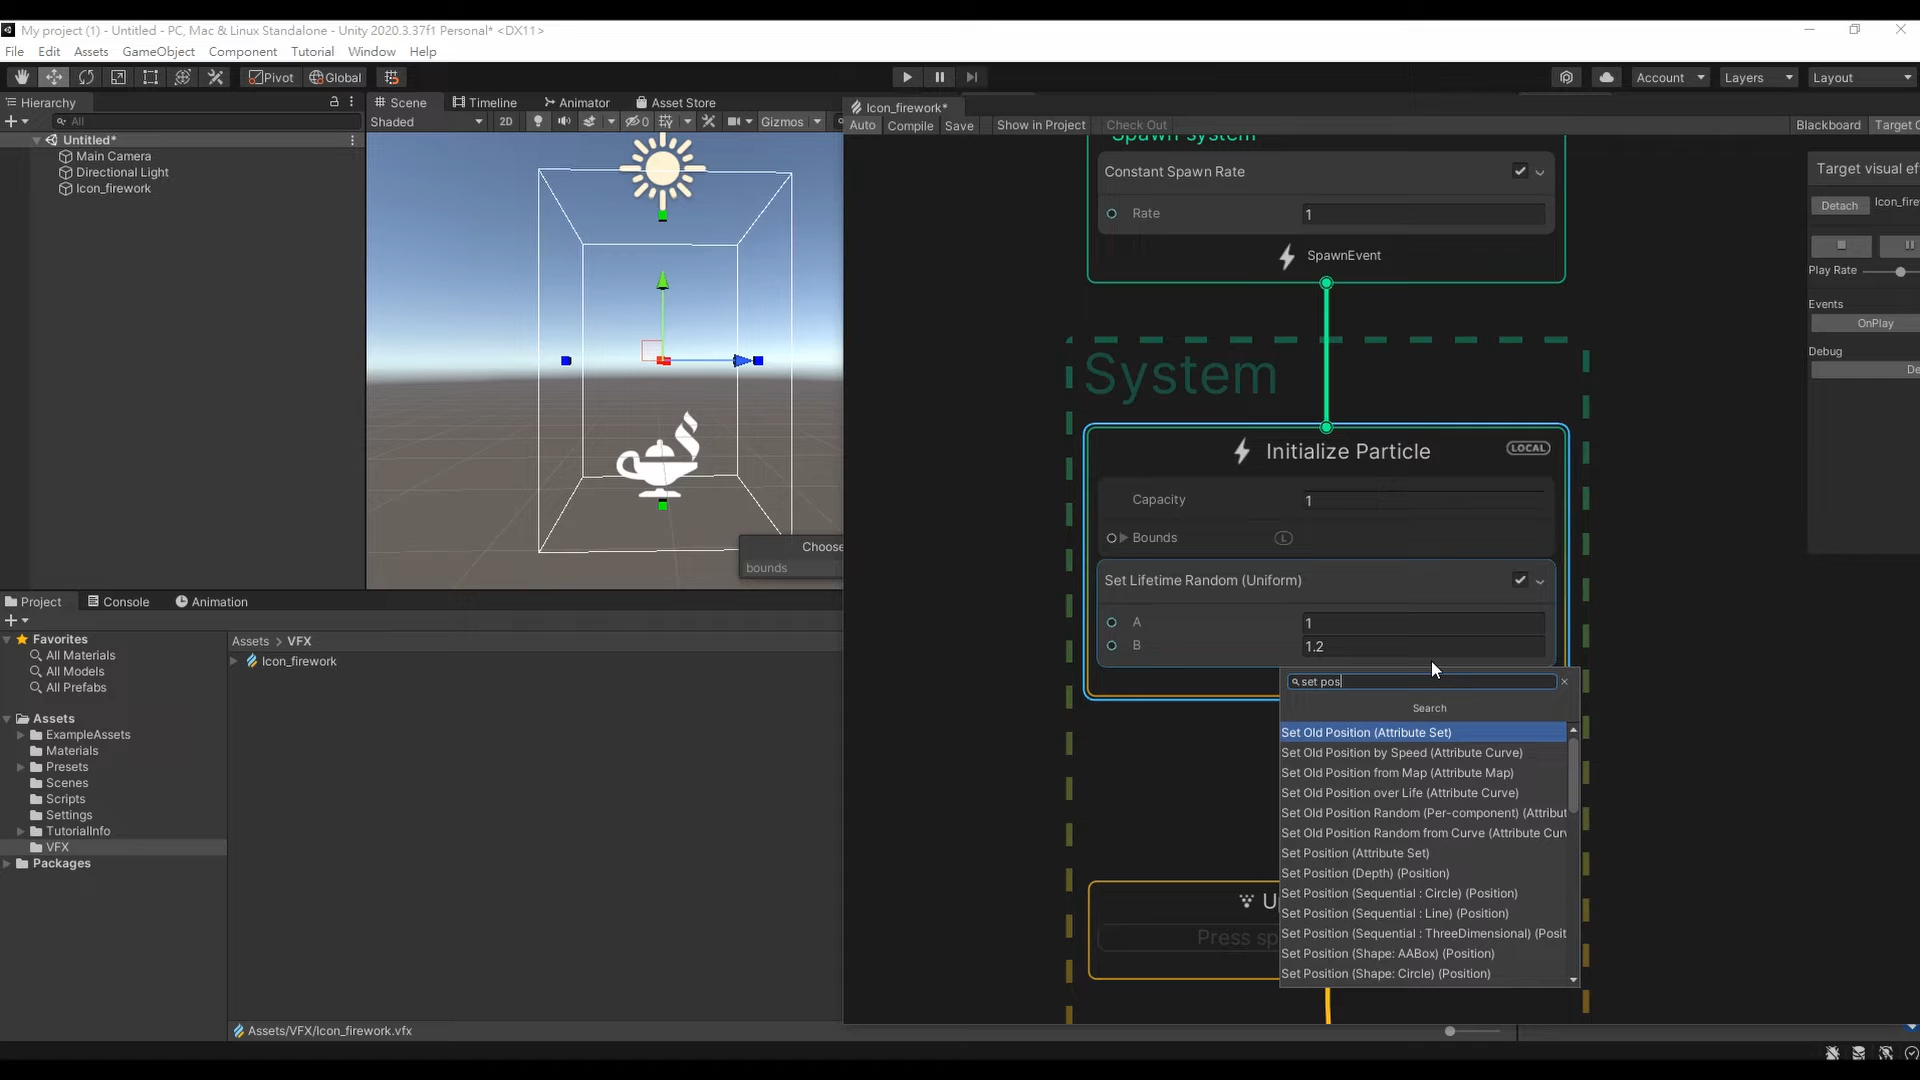 My project (1) - Untitled - PC, Mac & Linux Standalone - Unity 2020.3.37f1 Personal* <DX11>
File Edit Assets GameObject Component Tutorial Window Help
Pivot Global Account Layers Layout
Hierarchy
All
Untitled*
Main Camera
Directional Light
Icon_firework
Scene Timeline Animator Asset Store
Shaded 2D 0 Gizmos
Choose
bounds
Icon_firework*
Auto Compile Save Show in Project Check Out Blackboard Target
Spawn system
Constant Spawn Rate
Rate 1
SpawnEvent
System
Initialize Particle LOCAL
Capacity 1
Bounds L
Set Lifetime Random (Uniform)
A 1
B 1.2
set pos
Search
Set Old Position (Attribute Set)
Set Old Position by Speed (Attribute Curve)
Set Old Position from Map (Attribute Map)
Set Old Position over Life (Attribute Curve)
Set Old Position Random (Per-component) (Attribut
Set Old Position Random from Curve (Attribute Cur
Set Position (Attribute Set)
Set Position (Depth) (Position)
Set Position (Sequential : Circle) (Position)
Set Position (Sequential : Line) (Position)
Set Position (Sequential : ThreeDimensional) (Posit
Set Position (Shape: AABox) (Position)
Set Position (Shape: Circle) (Position)
U
Press sp
Target visual ef
Detach Icon_fire
Play Rate
Events
OnPlay
Debug
De
Project Console Animation
Favorites
All Materials
All Models
All Prefabs
Assets
ExampleAssets
Materials
Presets
Scenes
Scripts
Settings
TutorialInfo
VFX
Packages
Assets > VFX
Icon_firework
Assets/VFX/Icon_firework.vfx